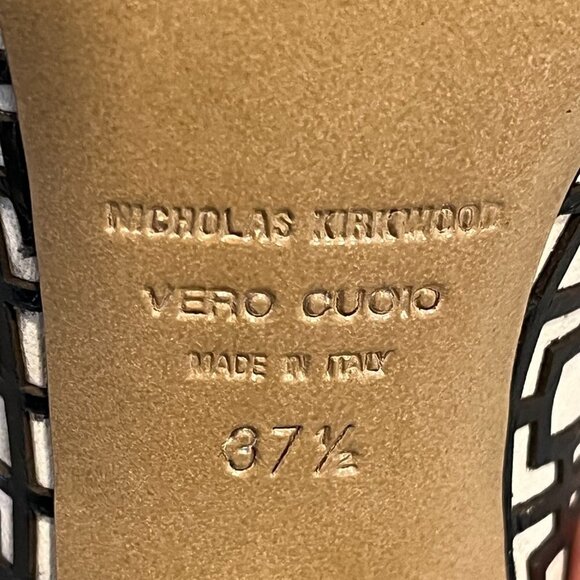 NICHOLAS KIRKWOOD
VERO CUOIO
MADE IN ITALY
37½